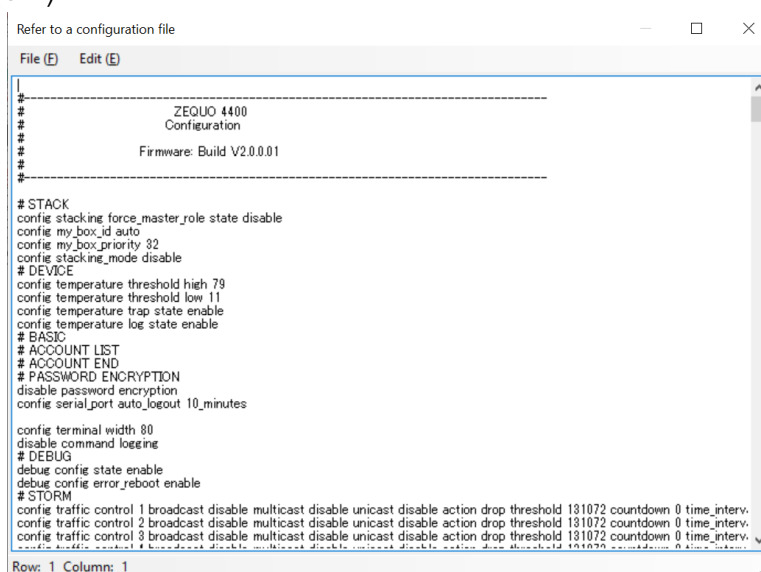 Refer to a configuration file
File (F) Edit (E)
#--------------------------------------------------------------------------------
# ZEQUO 4400
# Configuration
#
# Firmware: Build V2.0.0.01
#
#--------------------------------------------------------------------------------
# STACK
config stacking force_master_role state disable
config my_box_id auto
config my_box_priority 32
config stacking_mode disable
# DEVICE
config temperature threshold high 79
config temperature threshold low 11
config temperature trap state enable
config temperature log state enable
# BASIC
# ACCOUNT LIST
# ACCOUNT END
# PASSWORD ENCRYPTION
disable password encryption
config serial_port auto_logout 10_minutes
config terminal width 80
disable command logging
# DEBUG
debug config state enable
debug config error_reboot enable
# STORM
config traffic control 1 broadcast disable multicast disable unicast disable action drop threshold 131072 countdown 0 time_interv
config traffic control 2 broadcast disable multicast disable unicast disable action drop threshold 131072 countdown 0 time_interv
config traffic control 3 broadcast disable multicast disable unicast disable action drop threshold 131072 countdown 0 time_interv
Row: 1 Column: 1